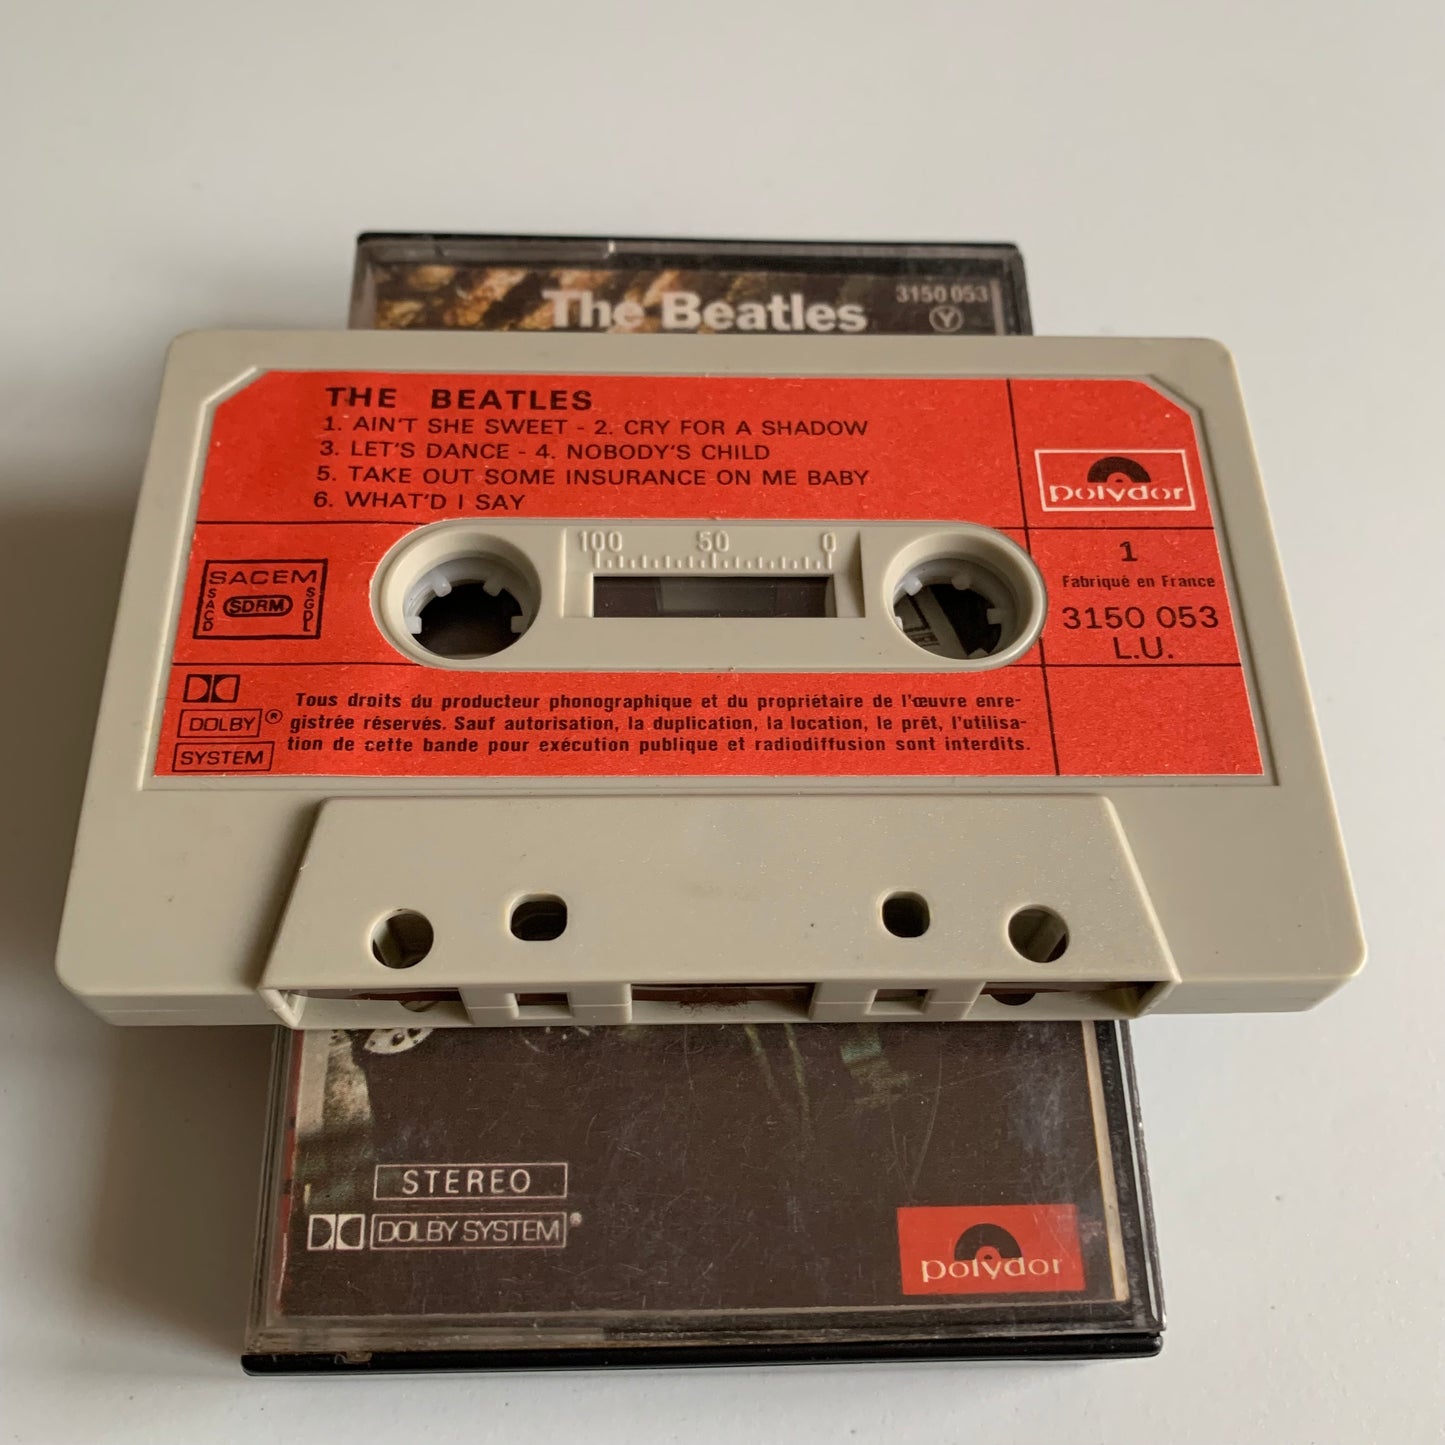 The Beatles
3150 053
Y
THE BEATLES
1. AIN'T SHE SWEET - 2. CRY FOR A SHADOW
3. LET'S DANCE - 4. NOBODY'S CHILD
5. TAKE OUT SOME INSURANCE ON ME BABY
6. WHAT'D I SAY
polydor
100 50 0
1
Fabriqué en France
3150 053
L.U.
SACEM
SACD
SDRM
SGDL
DOLBY®
SYSTEM
Tous droits du producteur phonographique et du propriétaire de l'œuvre enre-
gistrée réservés. Sauf autorisation, la duplication, la location, le prêt, l'utilisa-
tion de cette bande pour exécution publique et radiodiffusion sont interdits.
STEREO
DOLBY SYSTEM®
polydor